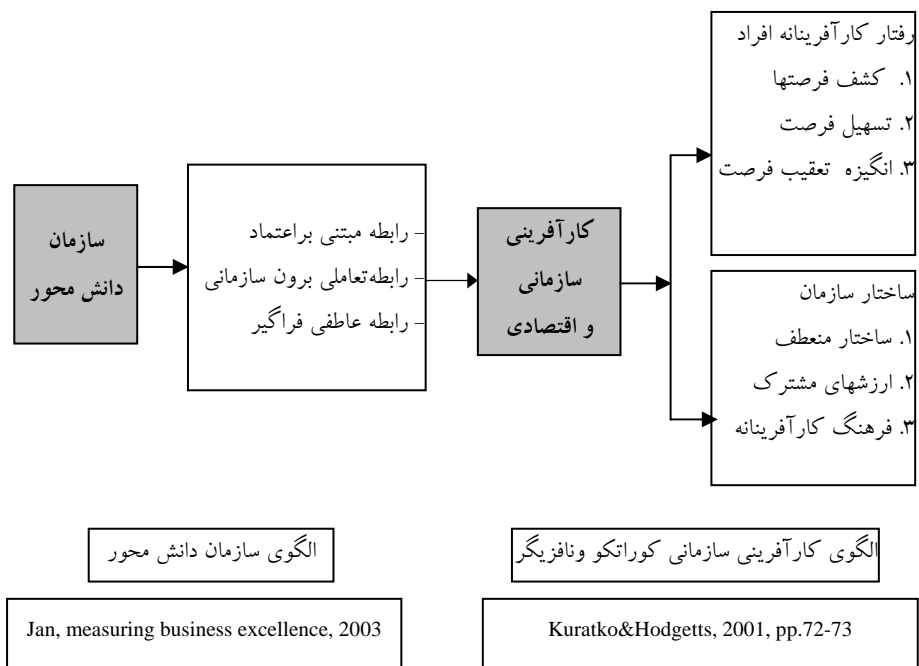 رفتار کارآفرینانه افراد
۱. کشف فرصتها
۲. تسهیل فرصت
۳. انگیزه تعقیب فرصت
سازمان
دانش محور
– رابطه مبتنی براعتماد
– رابطه‌تعاملی برون سازمانی
– رابطه عاطفی فراگیر
کارآفرینی
سازمانی
و اقتصادی
ساختار سازمان
۱. ساختار منعطف
۲. ارزشهای مشترک
۳. فرهنگ کارآفرینانه
الگوی سازمان دانش محور
الگوی کارآفرینی سازمانی کوراتکو ونافزیگر
Jan, measuring business excellence, 2003
Kuratko&Hodgetts, 2001, pp.72-73